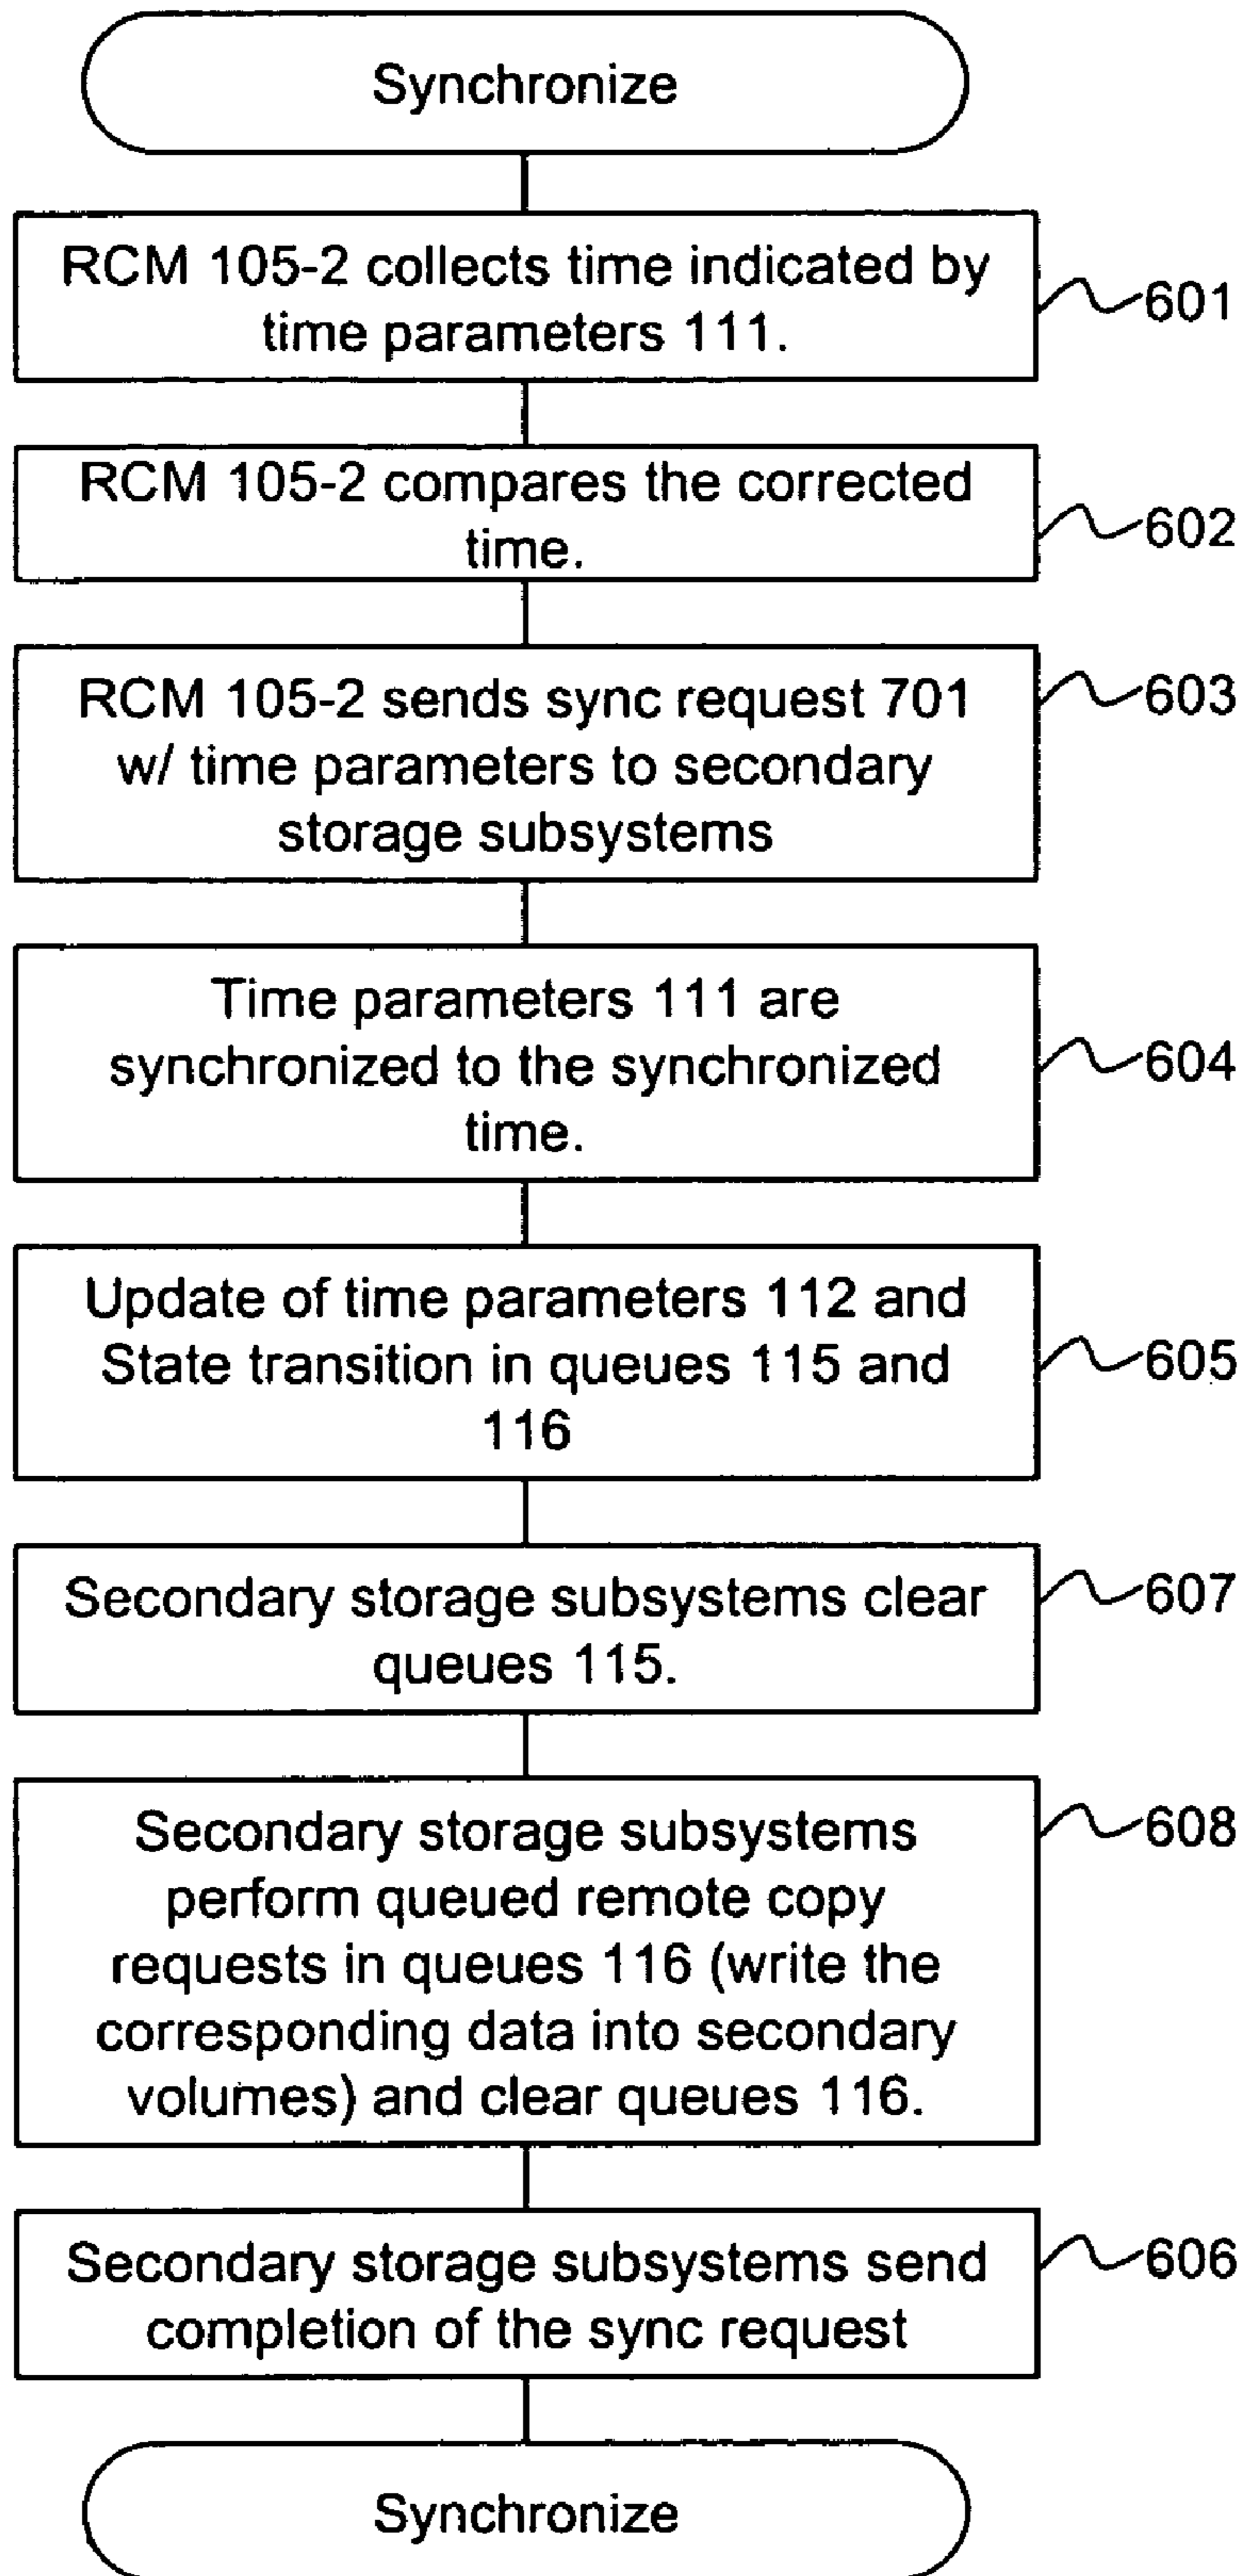 Synchronize
RCM 105-2 collects time indicated by
time parameters 111.
601
RCM 105-2 compares the corrected
time.
602
RCM 105-2 sends sync request 701
w/ time parameters to secondary
storage subsystems
603
Time parameters 111 are
synchronized to the synchronized
time.
604
Update of time parameters 112 and
State transition in queues 115 and
116
605
Secondary storage subsystems clear
queues 115.
607
Secondary storage subsystems
perform queued remote copy
requests in queues 116 (write the
corresponding data into secondary
volumes) and clear queues 116.
608
Secondary storage subsystems send
completion of the sync request
606
Synchronize